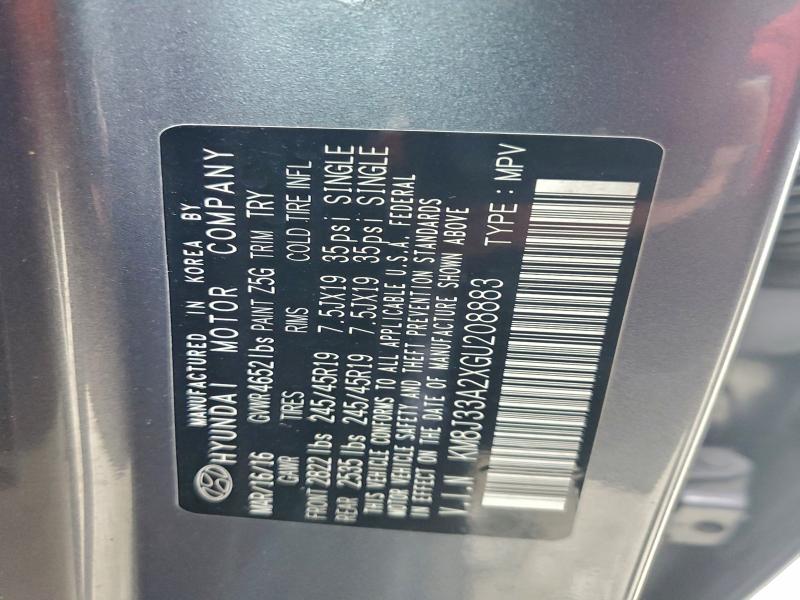 MANUFACTURED IN KOREA BY
HYUNDAI MOTOR COMPANY
MAR/16/16 GVWR4652lbs PAINT Z5G TRIM TRY
GAWR TIRES RIMS COLD TIRE INFL
FRONT 2822 lbs 245/45R19 7.5JX19 35psi SINGLE
REAR 2535 lbs 245/45R19 7.5JX19 35psi SINGLE
THIS VEHICLE CONFORMS TO ALL APPLICABLE U.S.A. FEDERAL
MOTOR VEHICLE SAFETY AND THEFT PREVENTION STANDARDS
IN EFFECT ON THE DATE OF MANUFACTURE SHOWN ABOVE
V.I.N KM8J33A2XGU208883 TYPE : MPV